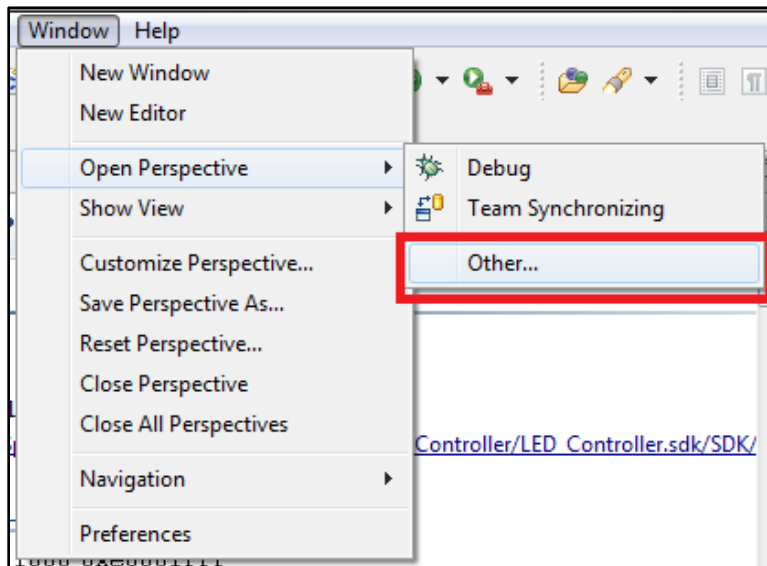 Window Help
New Window
New Editor
Open Perspective
Show View
Customize Perspective...
Save Perspective As...
Reset Perspective...
Close Perspective
Close All Perspectives
Navigation
Preferences
Debug
Team Synchronizing
Other...
Controller/LED_Controller.sdk/SDK/